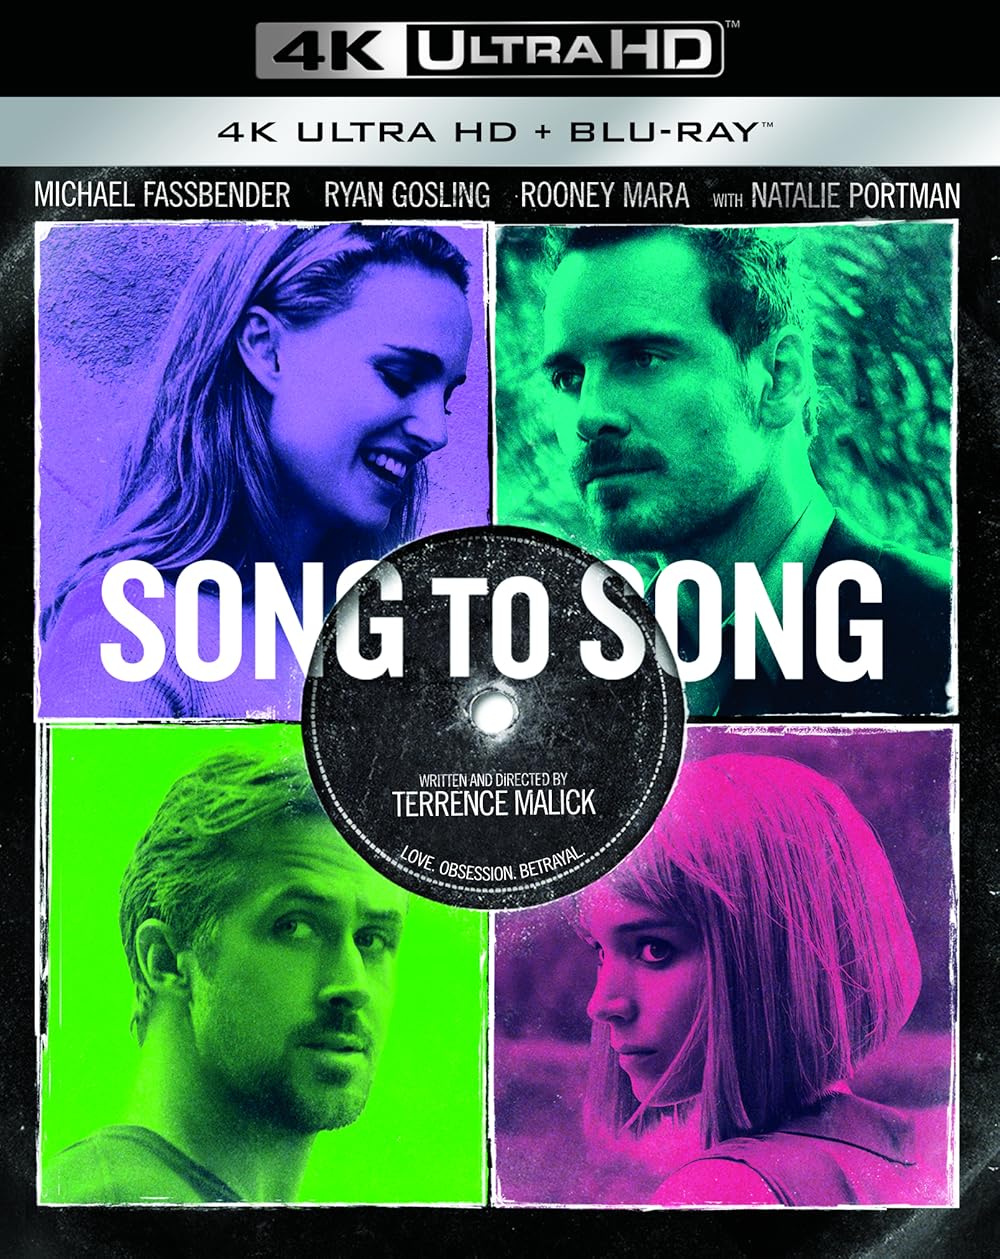 4K ULTRA HD™
4K ULTRA HD + BLU-RAY™
MICHAEL FASSBENDER RYAN GOSLING ROONEY MARA WITH NATALIE PORTMAN
SONG TO SONG
WRITTEN AND DIRECTED BY
TERRENCE MALICK
LOVE. OBSESSION. BETRAYAL.